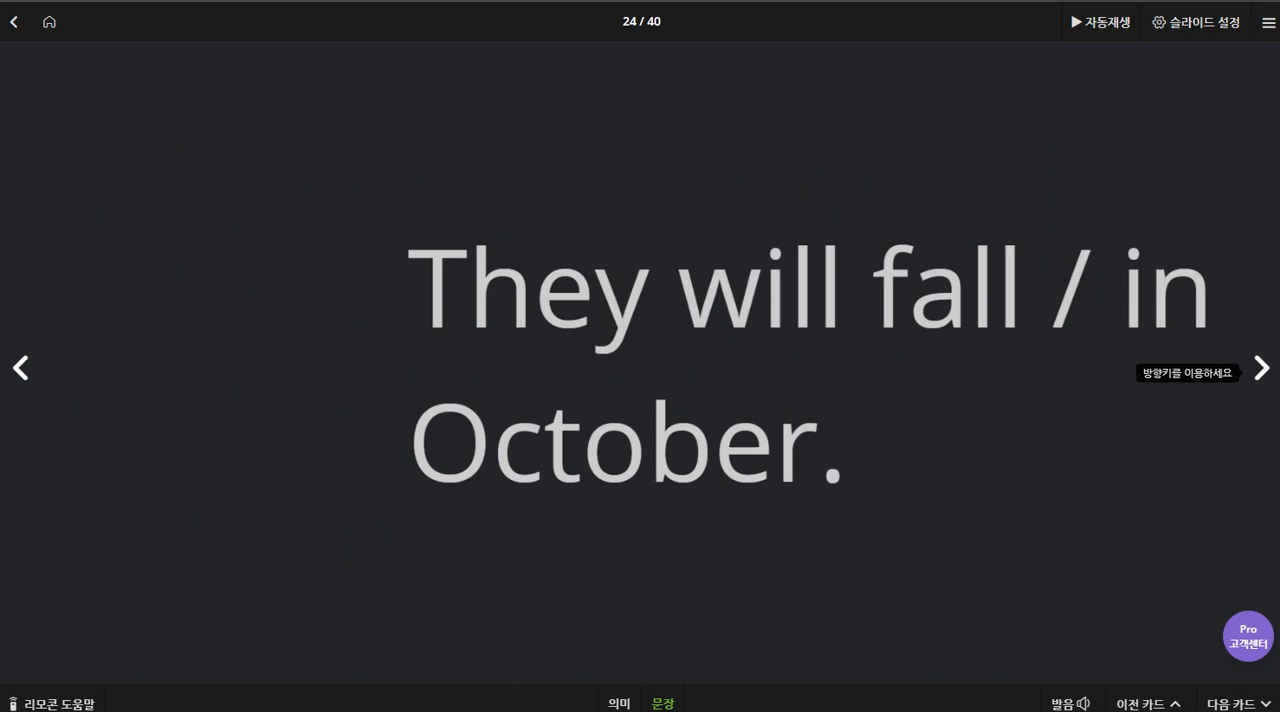 24 / 40
자동재생
슬라이드 설정
They will fall / in
October.
방향키를 이용하세요
Pro
고객센터
리모콘 도움말
의미
문장
발음
이전 카드
다음 카드